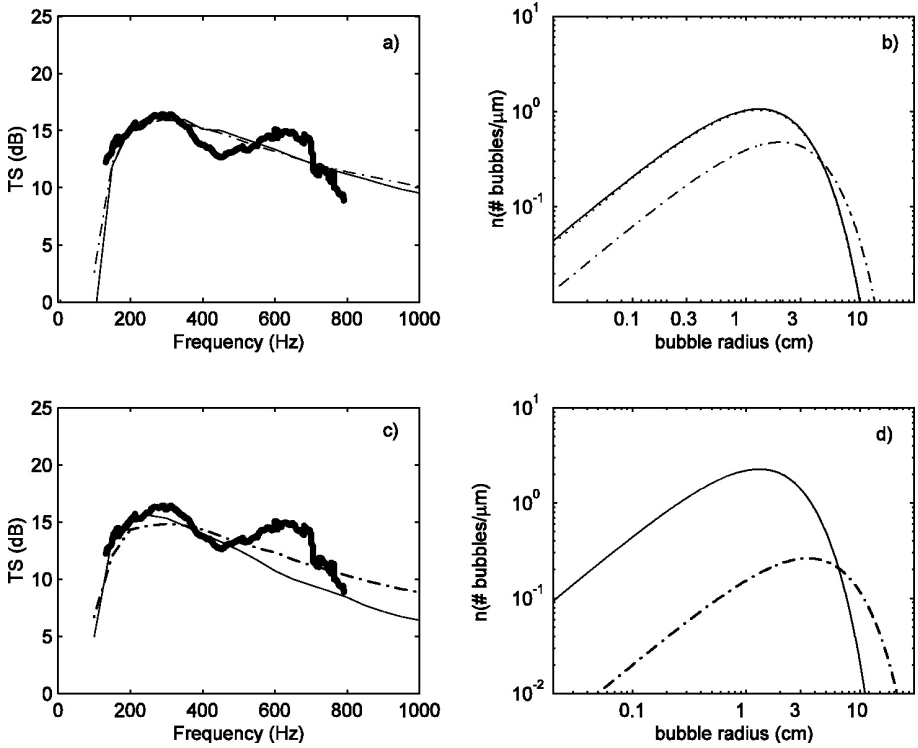 25
20
15
10
5
0
TS (dB)
a)
0 200 400 600 800 1000
Frequency (Hz)
10^1
10^0
10^-1
n(# bubbles/μm)
b)
0.1 0.3 1 3 10
bubble radius (cm)
25
20
15
10
5
0
TS (dB)
c)
0 200 400 600 800 1000
Frequency (Hz)
10^1
10^0
10^-1
10^-2
n(# bubbles/μm)
d)
0.1 1 3 10
bubble radius (cm)